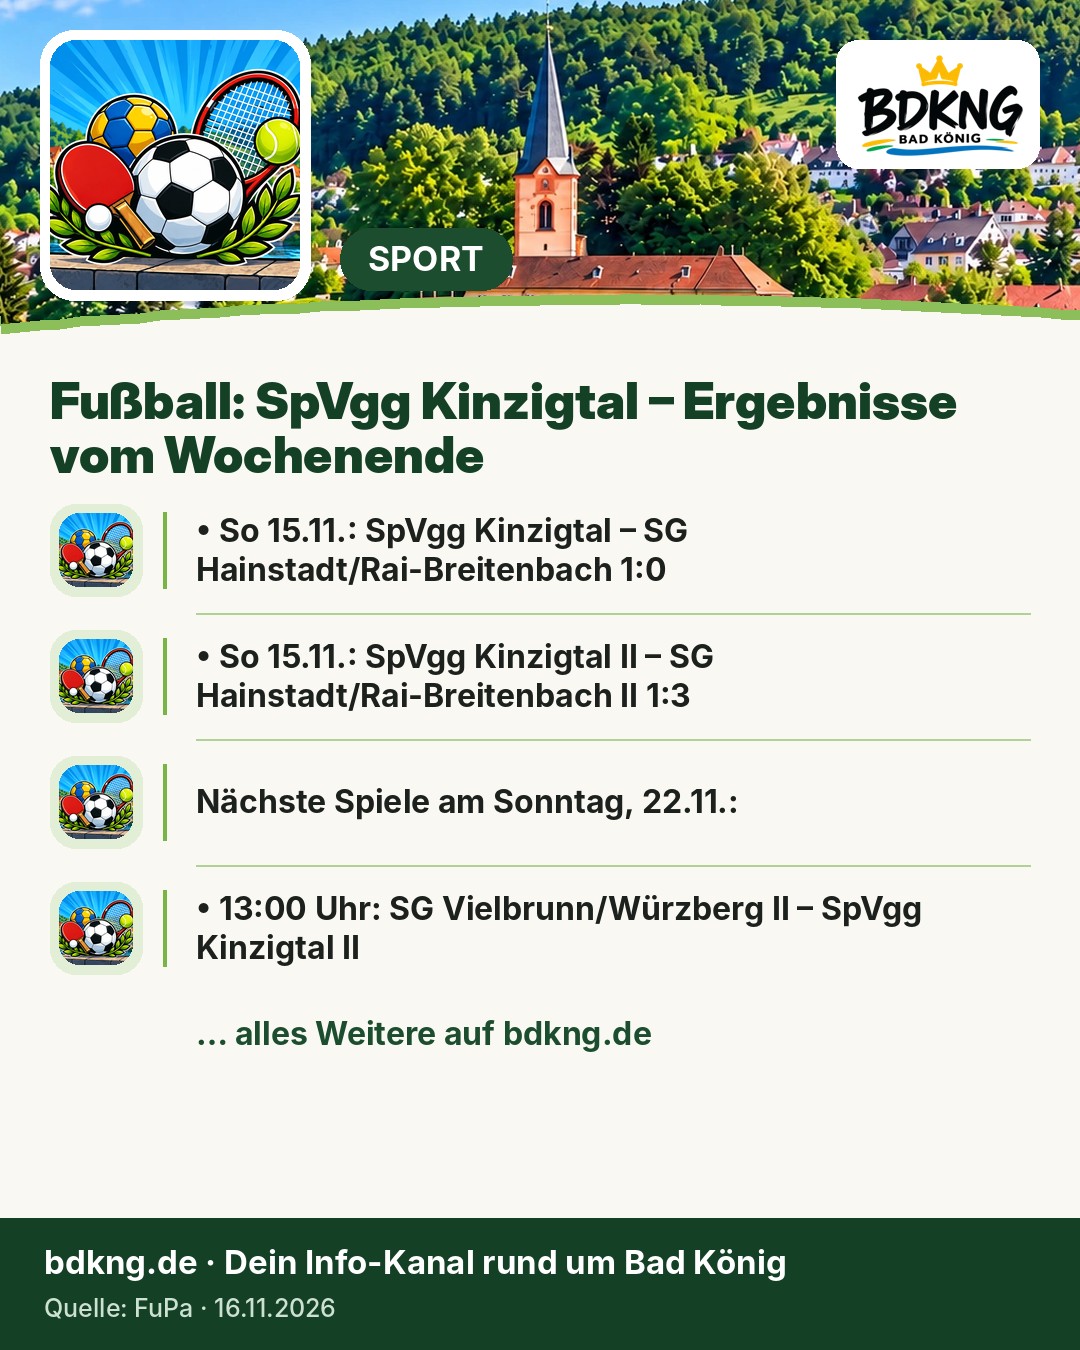 BDKNG
BAD KÖNIG
SPORT
Fußball: SpVgg Kinzigtal – Ergebnisse
vom Wochenende
• So 15.11.: SpVgg Kinzigtal – SG
Hainstadt/Rai-Breitenbach 1:0
• So 15.11.: SpVgg Kinzigtal II – SG
Hainstadt/Rai-Breitenbach II 1:3
Nächste Spiele am Sonntag, 22.11.:
• 13:00 Uhr: SG Vielbrunn/Würzberg II – SpVgg
Kinzigtal II
... alles Weitere auf bdkng.de
bdkng.de · Dein Info-Kanal rund um Bad König
Quelle: FuPa · 16.11.2026